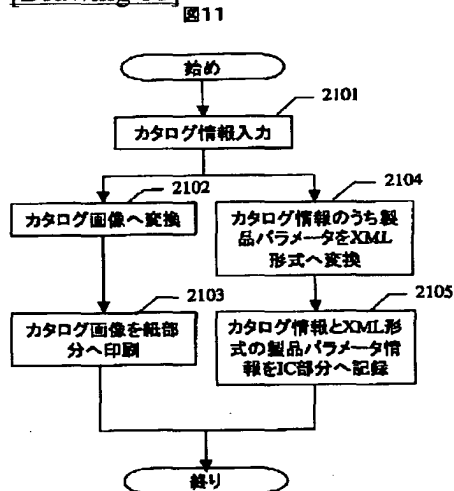 図11
始め
2101
カタログ情報入力
2102
カタログ画像へ変換
2104
カタログ情報のうち製
品パラメータをXML
形式へ変換
2103
カタログ画像を紙部
分へ印刷
2105
カタログ情報とXML形
式の製品パラメータ情
報をIC部分へ記録
終り